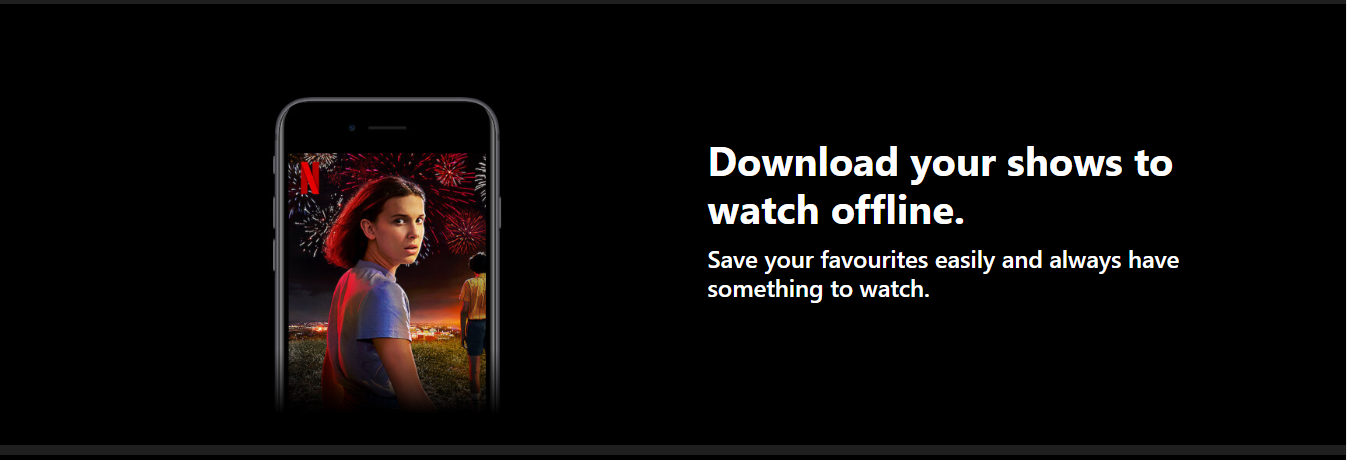 N
Download your shows to
watch offline.
Save your favourites easily and always have
something to watch.